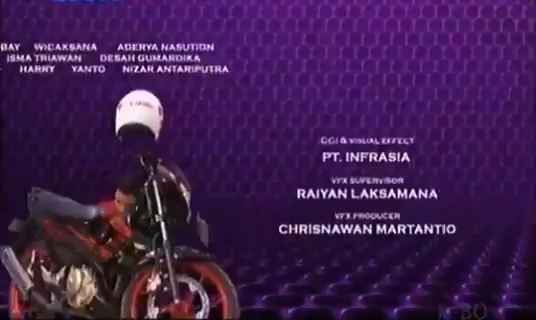 BAY WICAKSANA ADERYA NASUTION
ISMA TRIAWAN DESAH GUMARDIKA
HARRY YANTO NIZAR ANTARIPUTRA
CGI & VISUAL EFFECT
PT. INFRASIA
VFX SUPERVISOR
RAIYAN LAKSAMANA
VFX PRODUCER
CHRISNAWAN MARTANTIO
BO